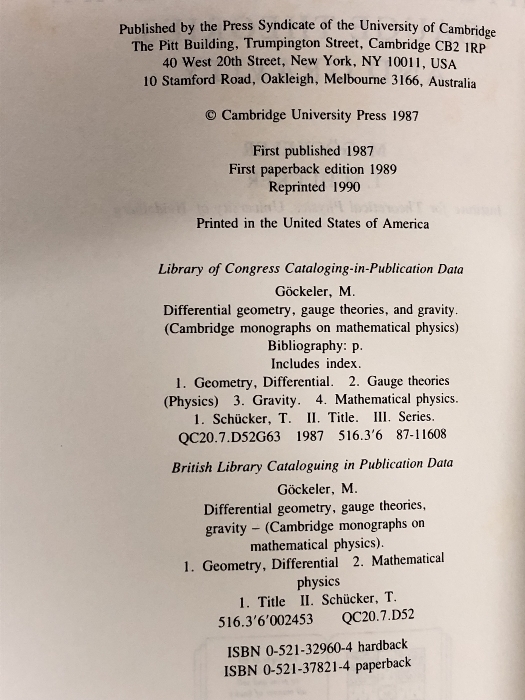 Published by the Press Syndicate of the University of Cambridge
The Pitt Building, Trumpington Street, Cambridge CB2 1RP
40 West 20th Street, New York, NY 10011, USA
10 Stamford Road, Oakleigh, Melbourne 3166, Australia
© Cambridge University Press 1987
First published 1987
First paperback edition 1989
Reprinted 1990
Printed in the United States of America
Library of Congress Cataloging-in-Publication Data
Göckeler, M.
Differential geometry, gauge theories, and gravity.
(Cambridge monographs on mathematical physics)
Bibliography: p.
Includes index.
1. Geometry, Differential. 2. Gauge theories
(Physics) 3. Gravity. 4. Mathematical physics.
1. Schücker, T. II. Title. III. Series.
QC20.7.D52G63 1987 516.3'6 87-11608
British Library Cataloguing in Publication Data
Göckeler, M.
Differential geometry, gauge theories,
gravity – (Cambridge monographs on
mathematical physics).
1. Geometry, Differential 2. Mathematical
physics
1. Title II. Schücker, T.
516.3'6'002453 QC20.7.D52
ISBN 0-521-32960-4 hardback
ISBN 0-521-37821-4 paperback